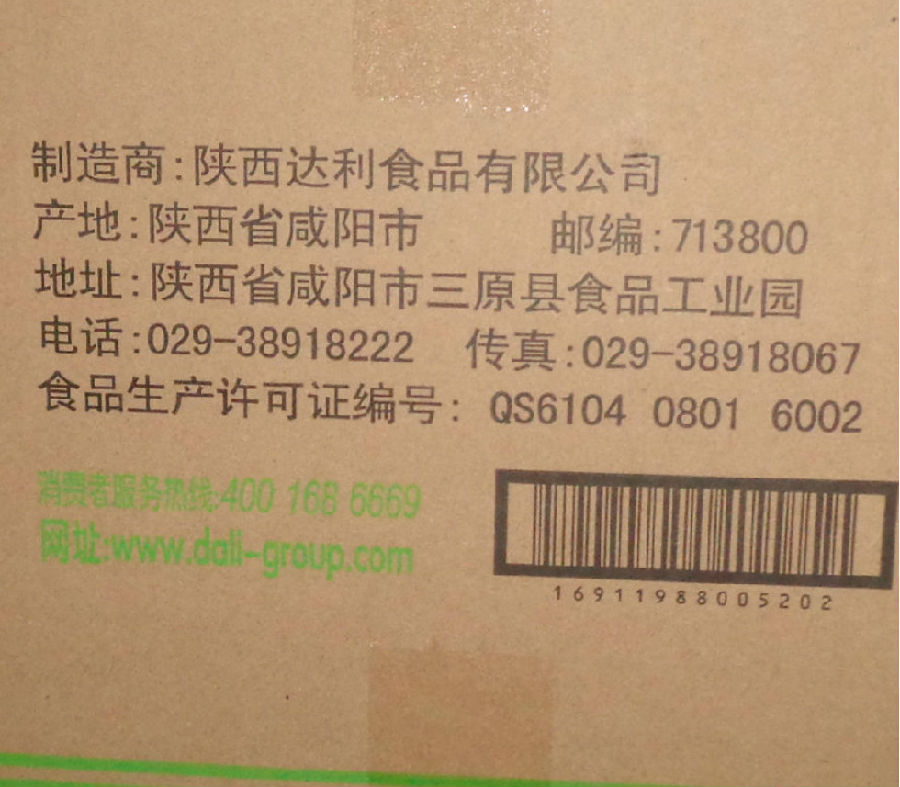 制造商:陕西达利食品有限公司
产地:陕西省咸阳市 邮编:713800
地址:陕西省咸阳市三原县食品工业园
电话:029-38918222 传真:029-38918067
食品生产许可证编号: QS6104 0801 6002
消费者服务热线:400 168 6669
网址:www.dali-group.com
16911988005202